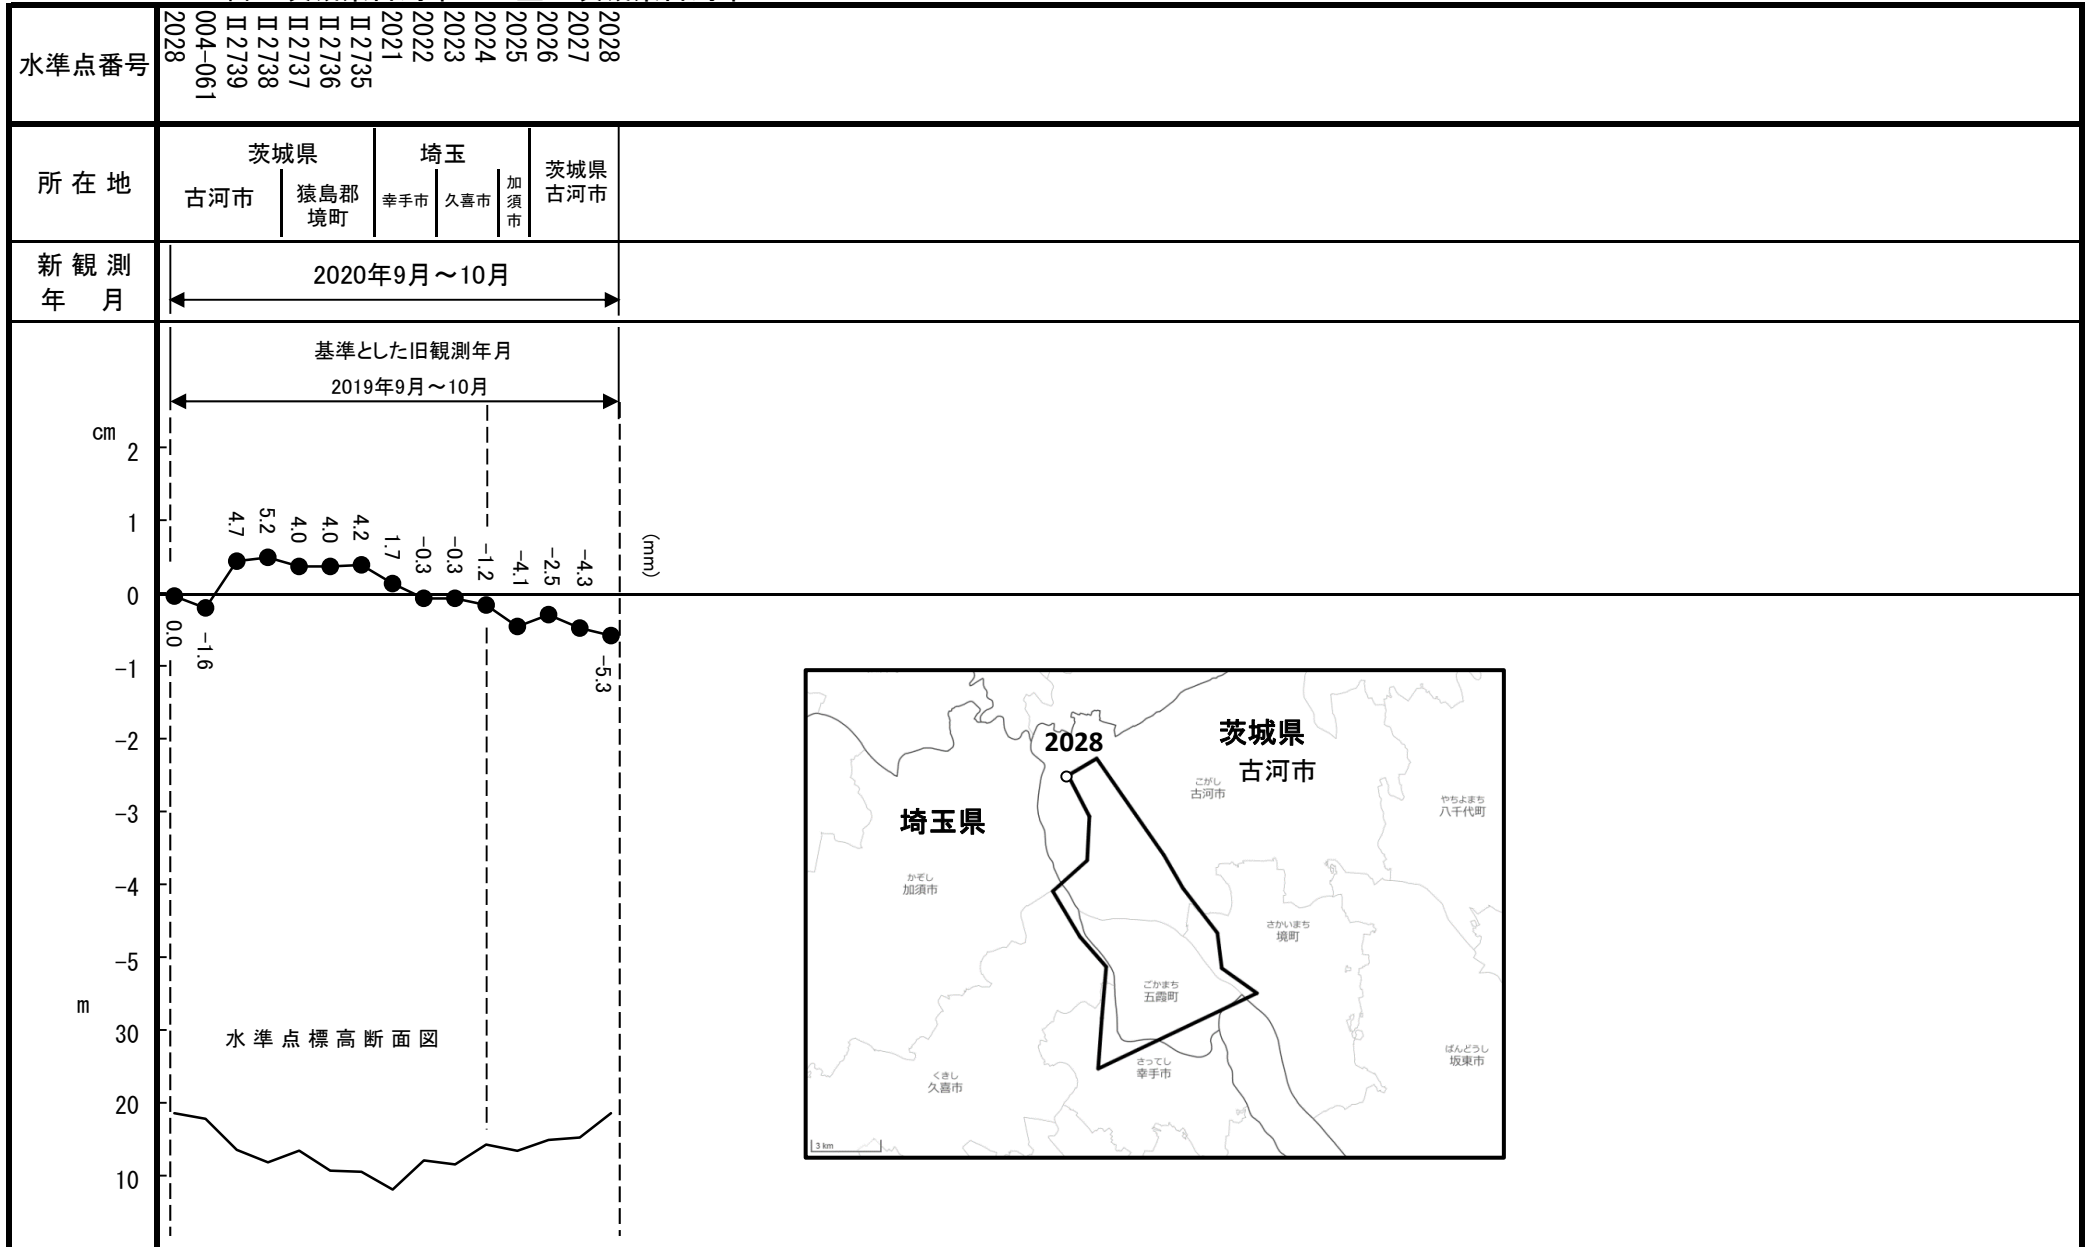 水準点番号
2028
004-061
Ⅱ2739
Ⅱ2738
Ⅱ2737
Ⅱ2736
Ⅱ2735
2021
2022
2023
2024
2025
2026
2027
2028
所在地
茨城県
埼玉
茨城県
古河市
古河市
猿島郡
境町
幸手市
久喜市
加須市
新観測
年 月
2020年9月～10月
基準とした旧観測年月
2019年9月～10月
cm
2
1
0
-1
-2
-3
-4
-5
0.0
-1.6
4.7
5.2
4.0
4.0
4.2
1.7
-0.3
-0.3
-1.2
-4.1
-2.5
-4.3
-5.3
(mm)
m
30
20
10
水準点標高断面図
2028
茨城県
古河市
こがし
古河市
やちよまち
八千代町
埼玉県
かぞし
加須市
さかいまち
境町
ごかまち
五霞町
さってし
幸手市
くきし
久喜市
ばんどうし
坂東市
3 km